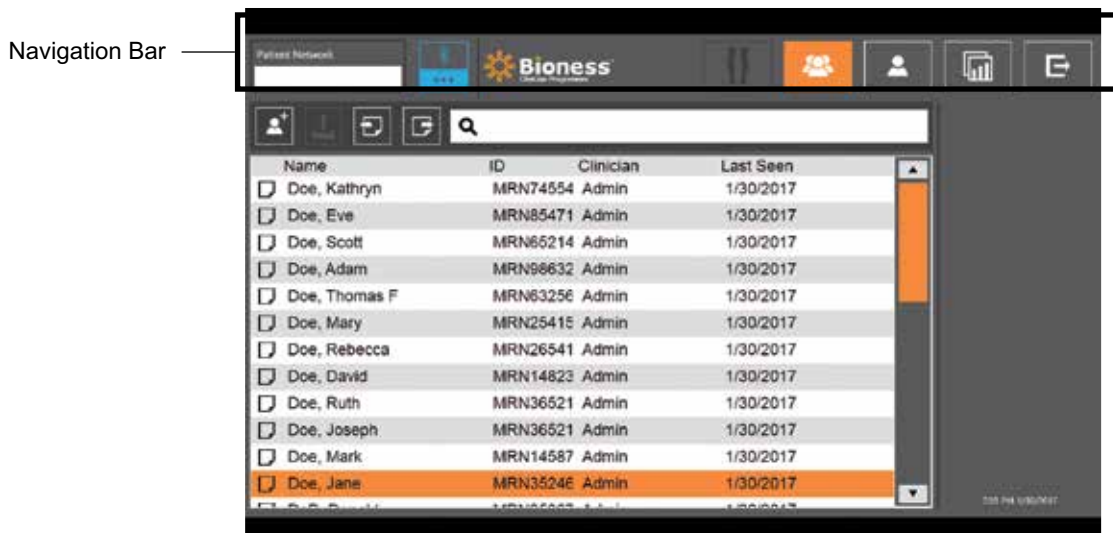 Navigation Bar
Patient Network
Bioness
Clinician Programmer
Name ID Clinician Last Seen
Doe, Kathryn MRN74554 Admin 1/30/2017
Doe, Eve MRN85471 Admin 1/30/2017
Doe, Scott MRN65214 Admin 1/30/2017
Doe, Adam MRN98632 Admin 1/30/2017
Doe, Thomas F MRN63256 Admin 1/30/2017
Doe, Mary MRN25415 Admin 1/30/2017
Doe, Rebecca MRN26541 Admin 1/30/2017
Doe, David MRN14823 Admin 1/30/2017
Doe, Ruth MRN36521 Admin 1/30/2017
Doe, Joseph MRN36521 Admin 1/30/2017
Doe, Mark MRN14587 Admin 1/30/2017
Doe, Jane MRN35246 Admin 1/30/2017